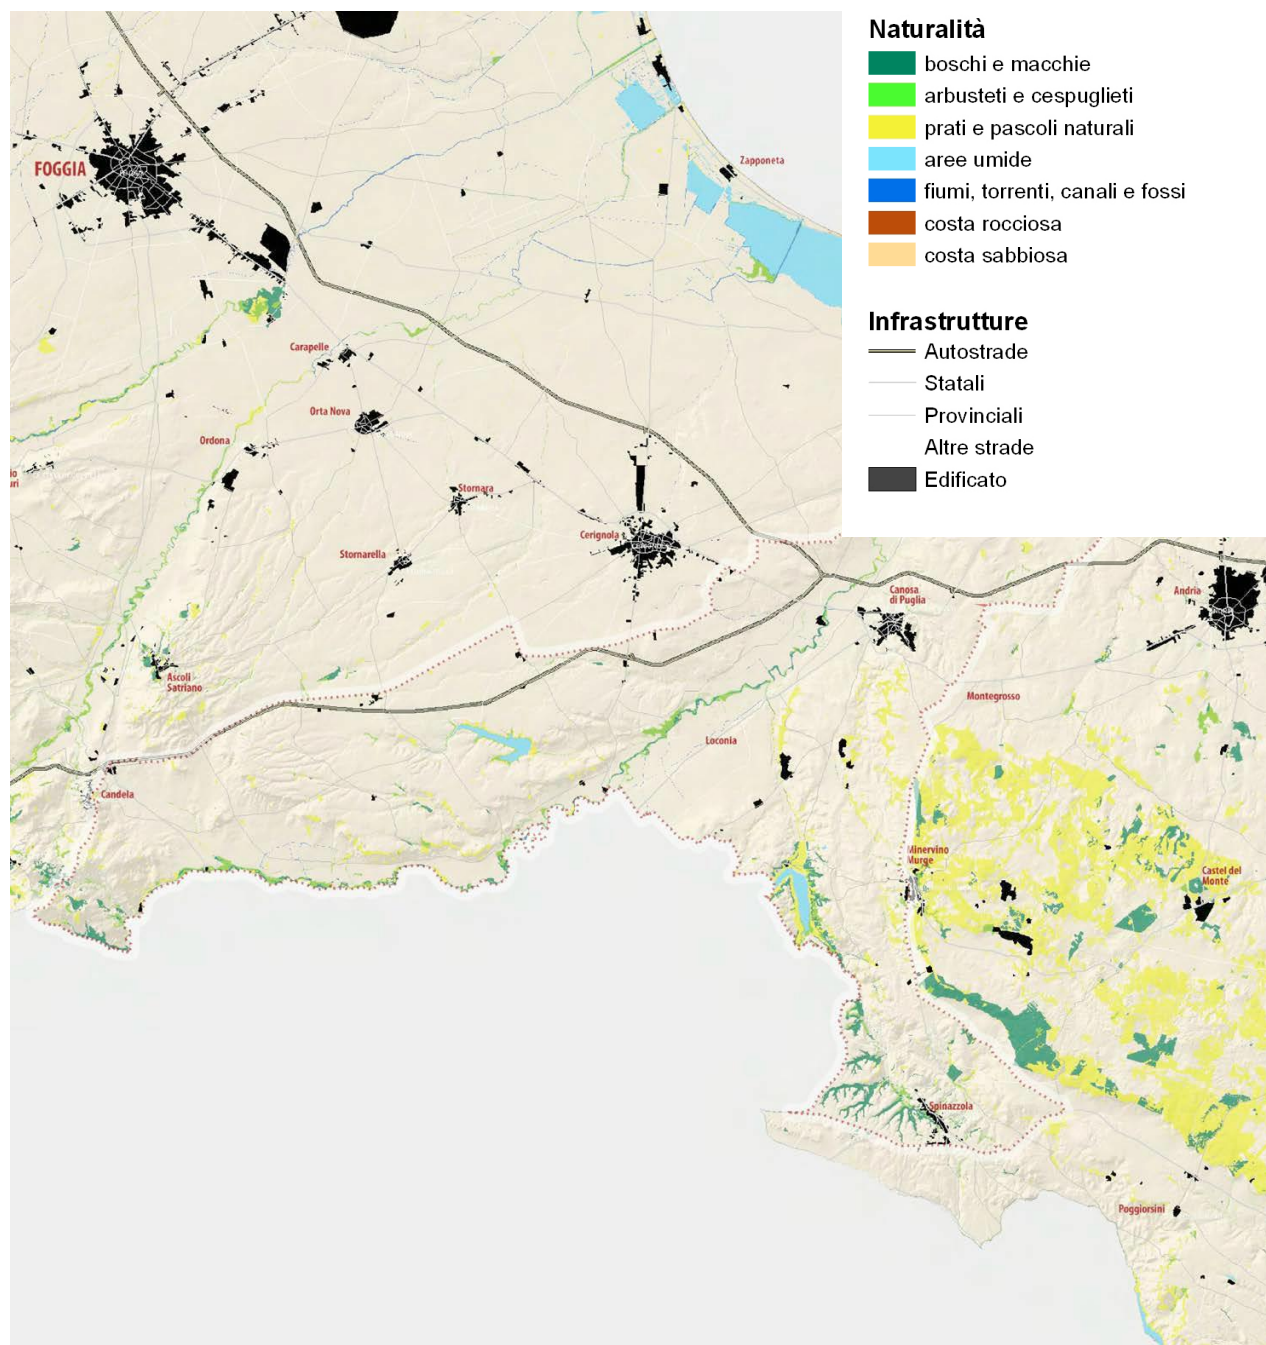 Naturalità
boschi e macchie
arbusteti e cespuglieti
prati e pascoli naturali
aree umide
fiumi, torrenti, canali e fossi
costa rocciosa
costa sabbiosa
Infrastrutture
Autostrade
Statali
Provinciali
Altre strade
Edificato
Zapponeta
FOGGIA
Carapelle
Orta Nova
Ordona
Stornara
Cerignola
Stornarella
Canosa
di Puglia
Andria
Ascoli
Satriano
Montegrosso
Loconia
Candela
Minervino
Murge
Castel del
Monte
Spinazzola
Poggiorsini